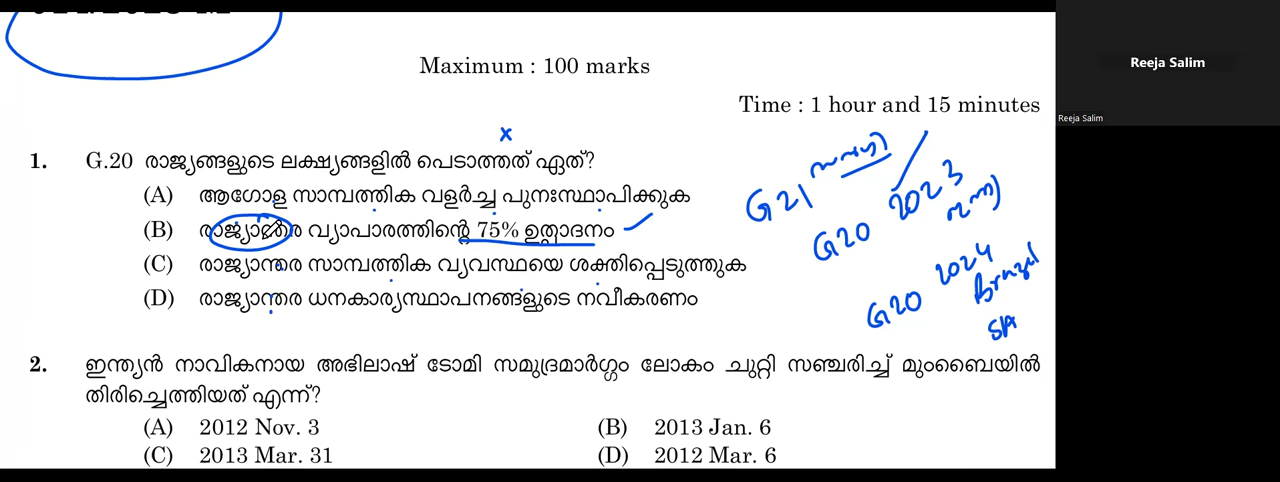 Maximum : 100 marks
Reeja Salim
Time : 1 hour and 15 minutes
Reeja Salim
x
1. G.20 രാജ്യങ്ങളുടെ ലക്ഷ്യങ്ങളിൽ പെടാത്തത് ഏത്?
(A) ആഗോള സാമ്പത്തിക വളർച്ച പുനഃസ്ഥാപിക്കുക
(B) രാജ്യാന്തര വ്യാപാരത്തിന്റെ 75% ഉത്പാദനം
(C) രാജ്യാന്തര സാമ്പത്തിക വ്യവസ്ഥയെ ശക്തിപ്പെടുത്തുക
(D) രാജ്യാന്തര ധനകാര്യസ്ഥാപനങ്ങളുടെ നവീകരണം
G21
G20 2023
G20 2024
Brazil
SA
2. ഇന്ത്യൻ നാവികനായ അഭിലാഷ് ടോമി സമുദ്രമാർഗ്ഗം ലോകം ചുറ്റി സഞ്ചരിച്ച് മുംബൈയിൽ
തിരിച്ചെത്തിയത് എന്ന്?
(A) 2012 Nov. 3 (B) 2013 Jan. 6
(C) 2013 Mar. 31 (D) 2012 Mar. 6